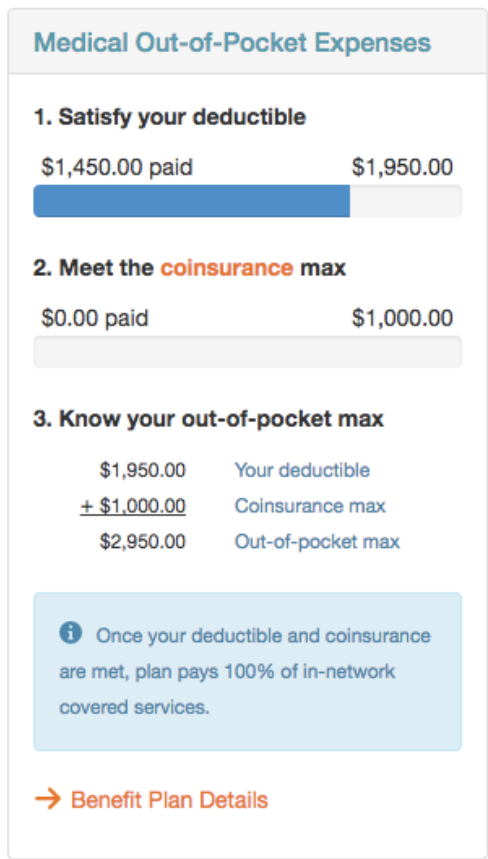 Medical Out-of-Pocket Expenses
1. Satisfy your deductible
$1,450.00 paid $1,950.00
2. Meet the coinsurance max
$0.00 paid $1,000.00
3. Know your out-of-pocket max
$1,950.00 Your deductible
+ $1,000.00 Coinsurance max
$2,950.00 Out-of-pocket max
Once your deductible and coinsurance
are met, plan pays 100% of in-network
covered services.
→ Benefit Plan Details